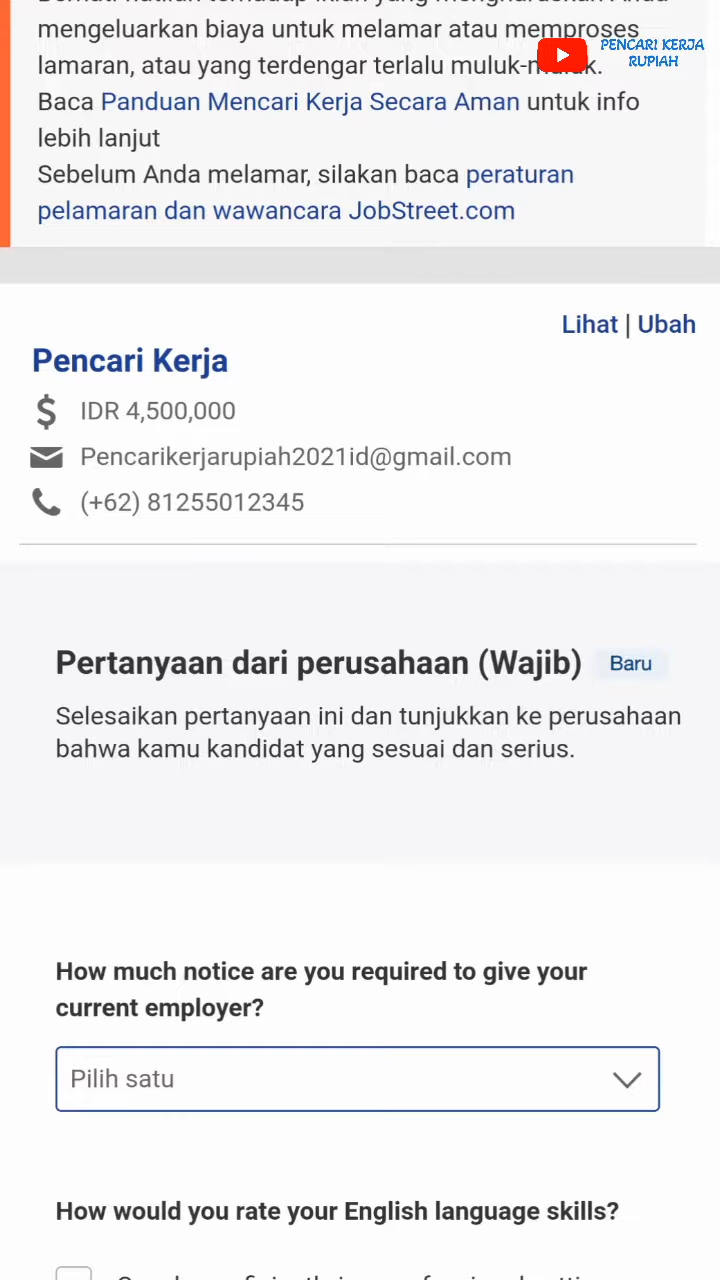 mengeluarkan biaya untuk melamar atau memproses
PENCARI KERJA
RUPIAH
lamaran, atau yang terdengar terlalu muluk-muluk.
Baca Panduan Mencari Kerja Secara Aman untuk info
lebih lanjut
Sebelum Anda melamar, silakan baca peraturan
pelamaran dan wawancara JobStreet.com
Lihat | Ubah
Pencari Kerja
IDR 4,500,000
Pencarikerjarupiah2021id@gmail.com
(+62) 81255012345
Pertanyaan dari perusahaan (Wajib) Baru
Selesaikan pertanyaan ini dan tunjukkan ke perusahaan
bahwa kamu kandidat yang sesuai dan serius.
How much notice are you required to give your
current employer?
Pilih satu
How would you rate your English language skills?